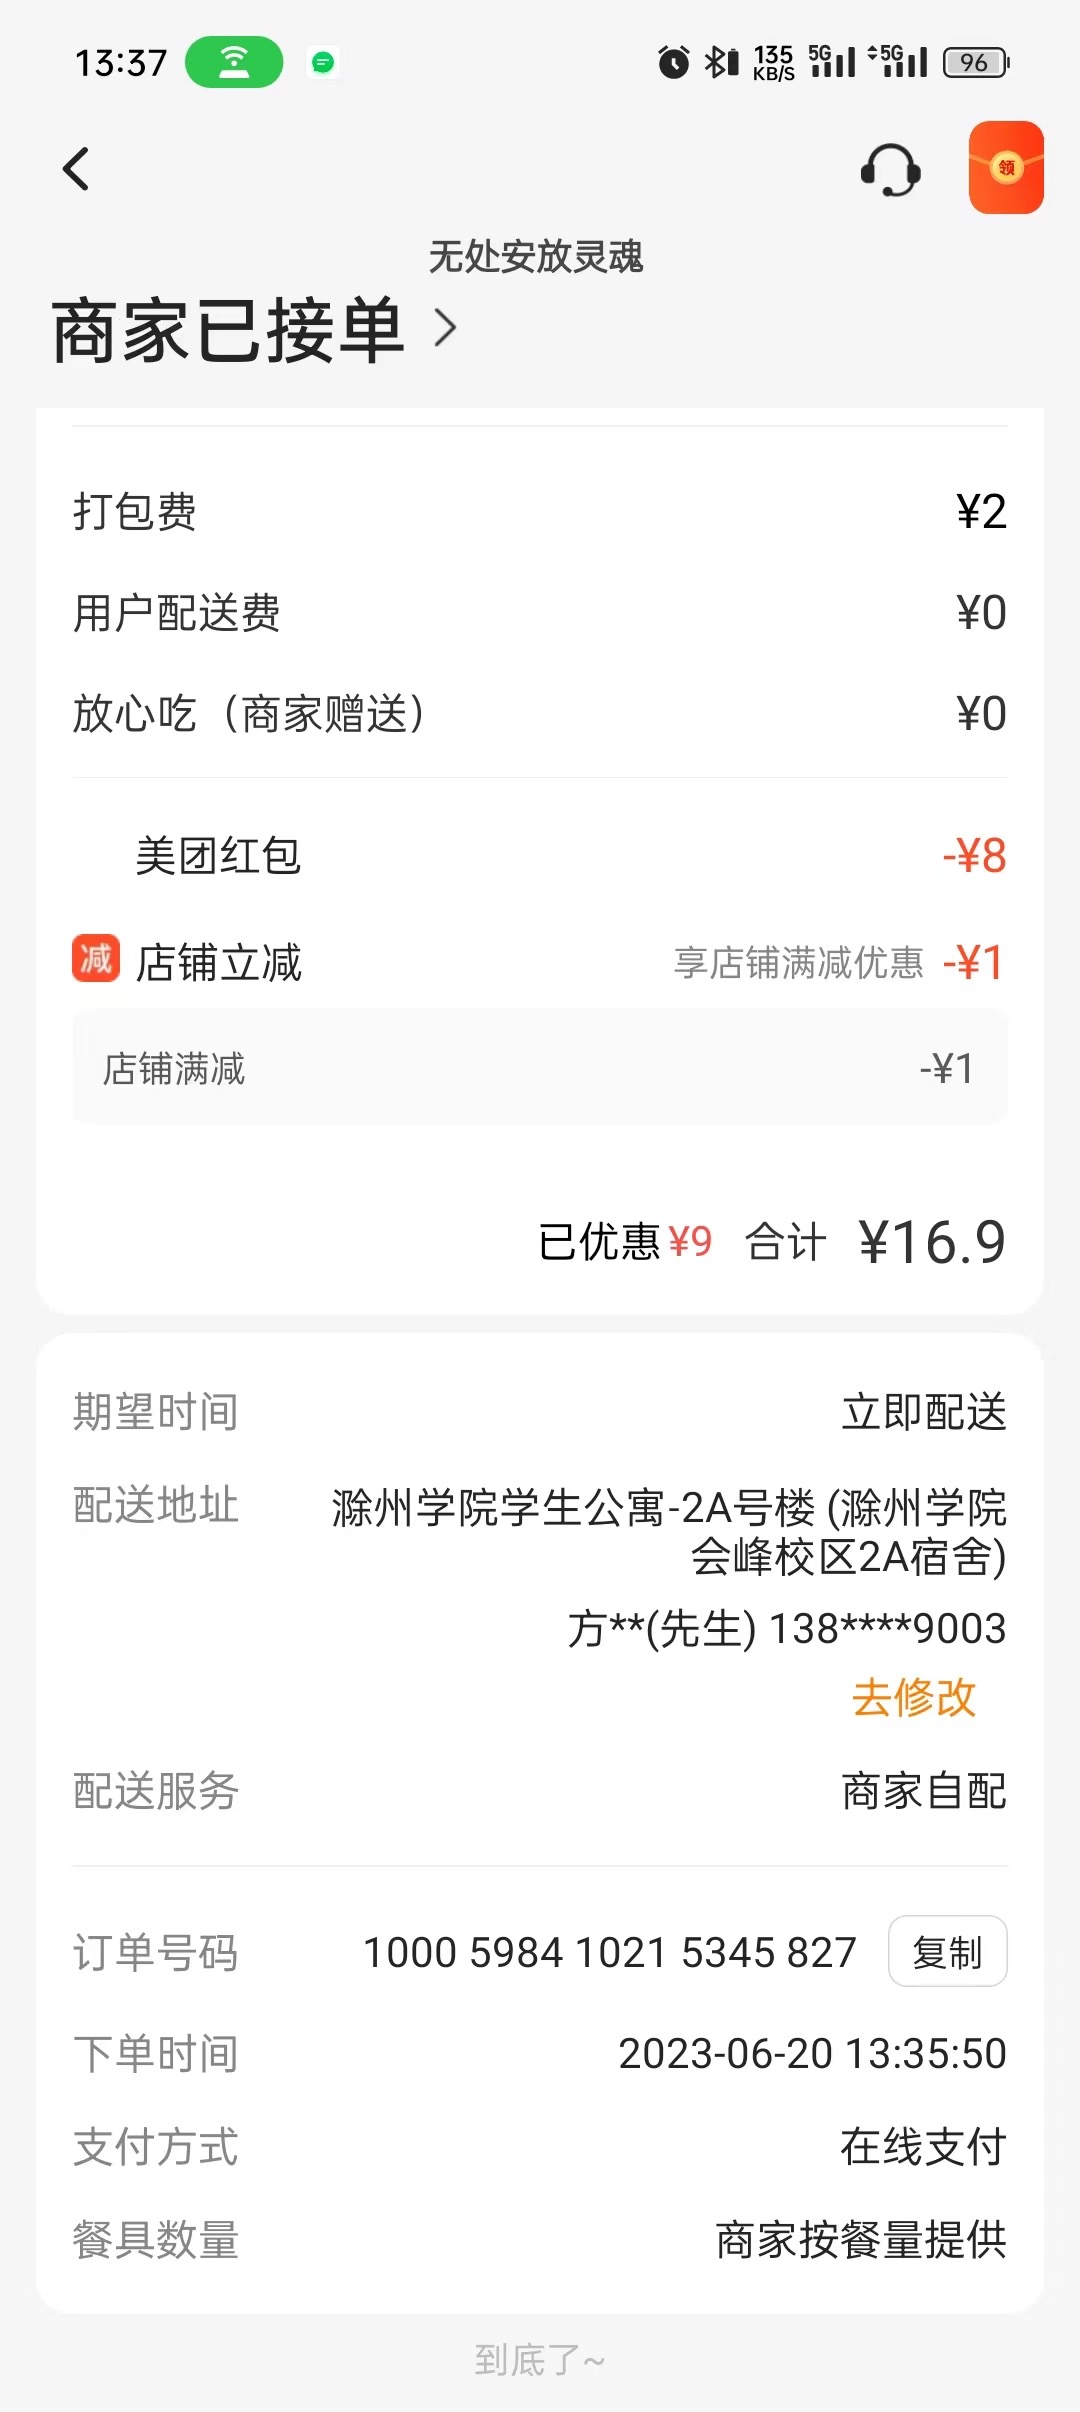 13:37
135 KB/S 5G 5G 96
领
无处安放灵魂
商家已接单
打包费 ¥2
用户配送费 ¥0
放心吃（商家赠送） ¥0
美团红包 -¥8
减 店铺立减 享店铺满减优惠 -¥1
店铺满减 -¥1
已优惠 ¥9 合计 ¥16.9
期望时间 立即配送
配送地址 滁州学院学生公寓-2A号楼 (滁州学院
会峰校区2A宿舍)
方**(先生) 138****9003
去修改
配送服务 商家自配
订单号码 1000 5984 1021 5345 827 复制
下单时间 2023-06-20 13:35:50
支付方式 在线支付
餐具数量 商家按餐量提供
到底了~